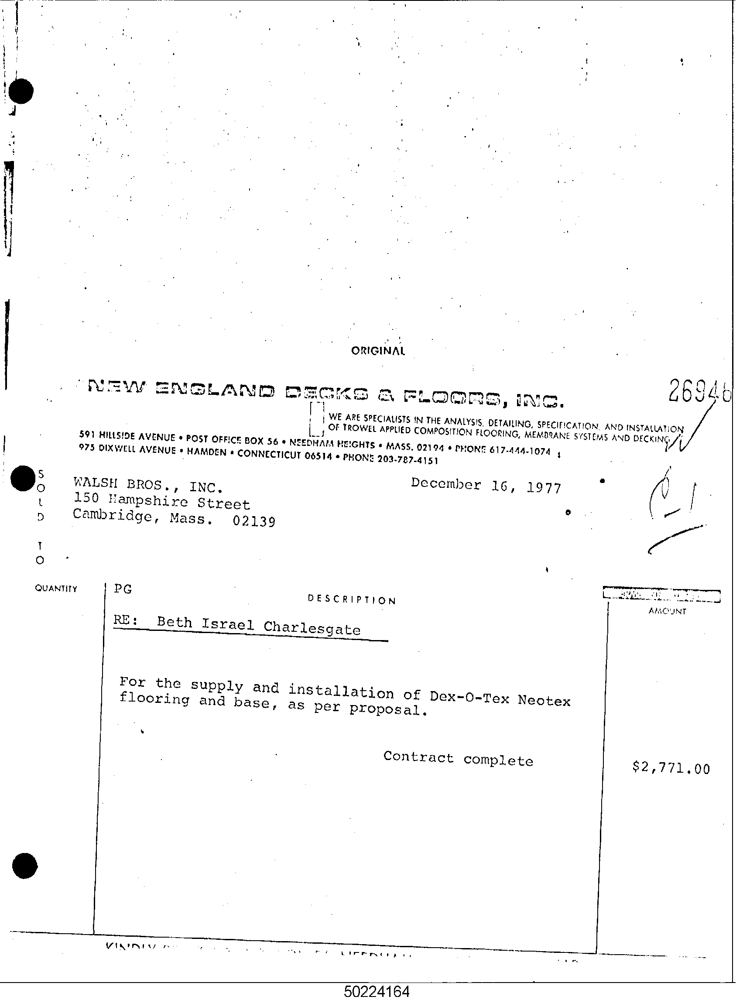 ORIGINAL
26946
NEW ENGLAND DECKS & FLOORS, INC.
WE ARE SPECIALISTS IN THE ANALYSIS, DETAILING, SPECIFICATION, AND INSTALLATION
OF TROWEL APPLIED COMPOSITION FLOORING, MEMBRANE SYSTEMS AND DECKING
591 HILLSIDE AVENUE • POST OFFICE BOX 56 • NEEDHAM HEIGHTS • MASS. 02194 • PHONE 617-444-1074
975 DIXWELL AVENUE • HAMDEN • CONNECTICUT 06514 • PHONE 203-787-4151
SOLD TO
WALSH BROS., INC. December 16, 1977
150 Hampshire Street
Cambridge, Mass. 02139
QUANTITY PG DESCRIPTION AMOUNT
RE: Beth Israel Charlesgate
For the supply and installation of Dex-O-Tex Neotex
flooring and base, as per proposal.
Contract complete $2,771.00
KINDLY
50224164